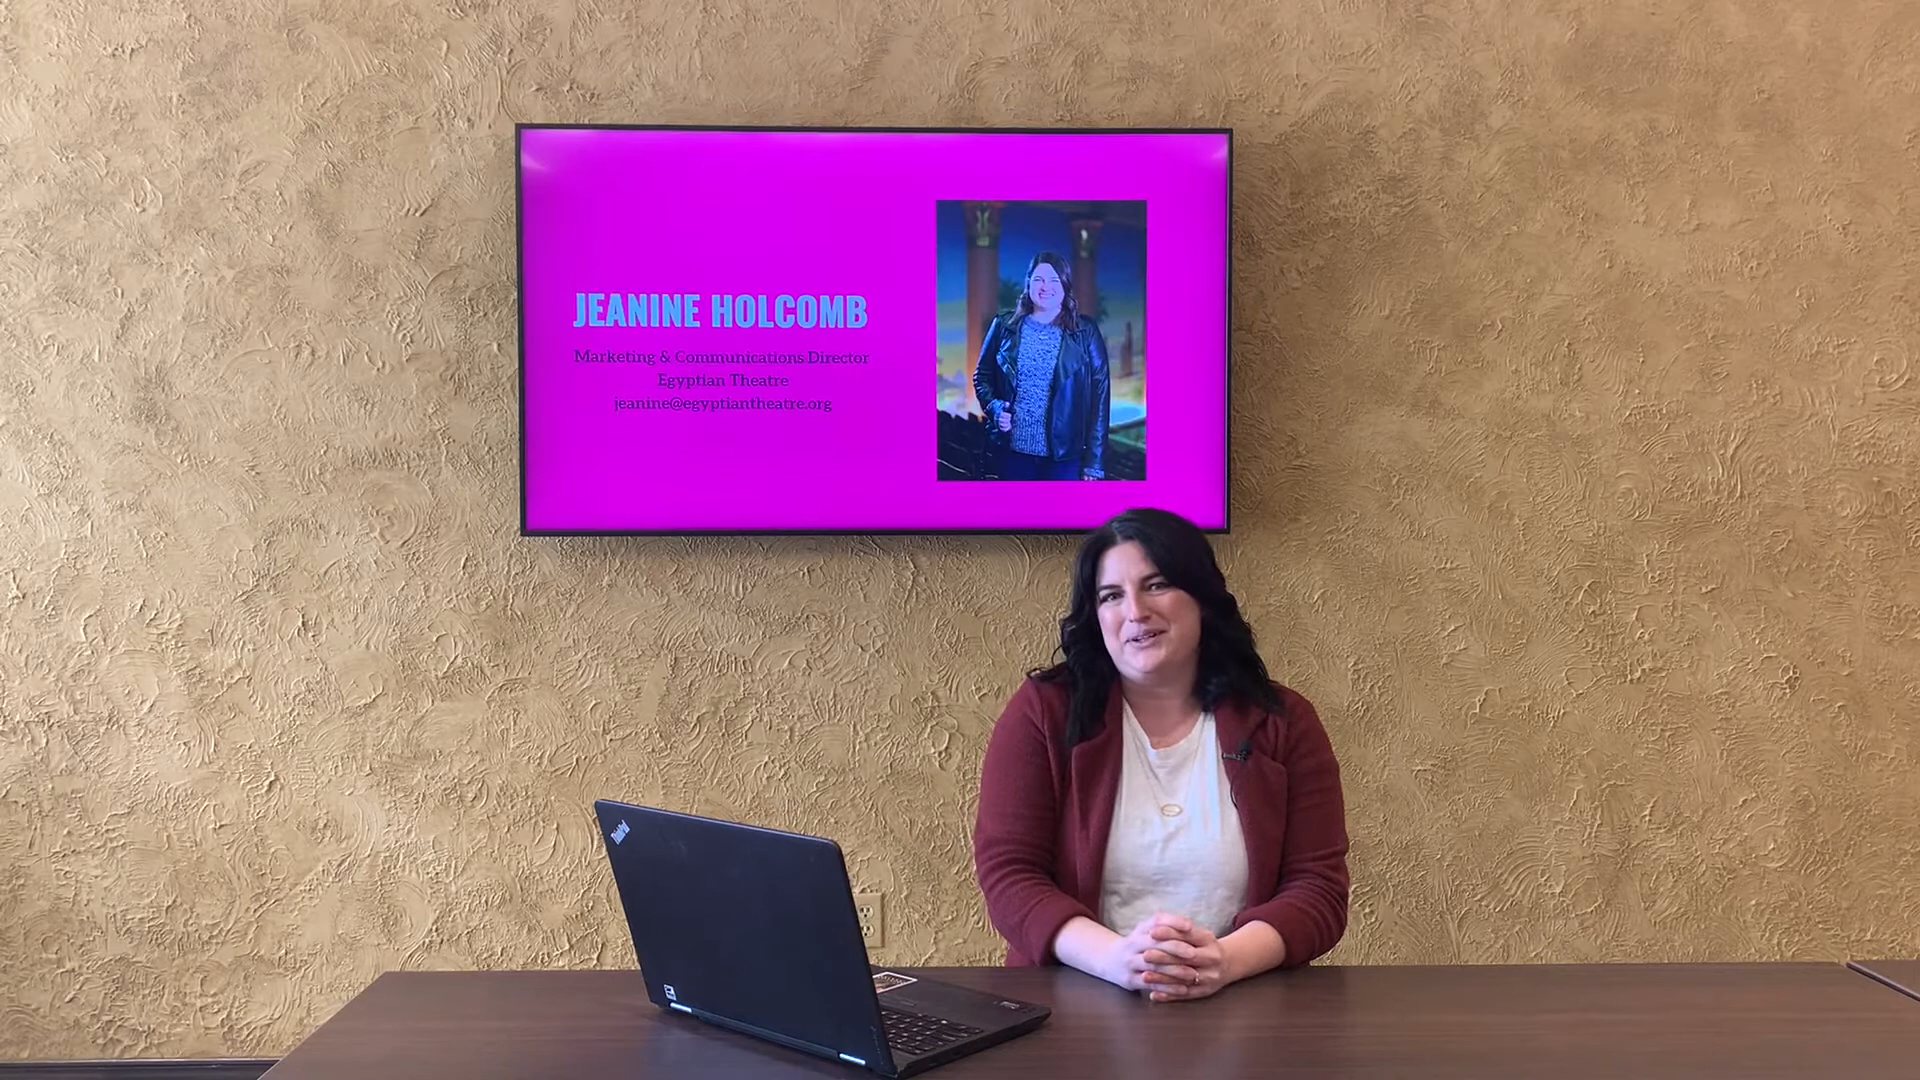 JEANINE HOLCOMB
Marketing & Communications Director
Egyptian Theatre
jeanine@egyptiantheatre.org
ThinkPad